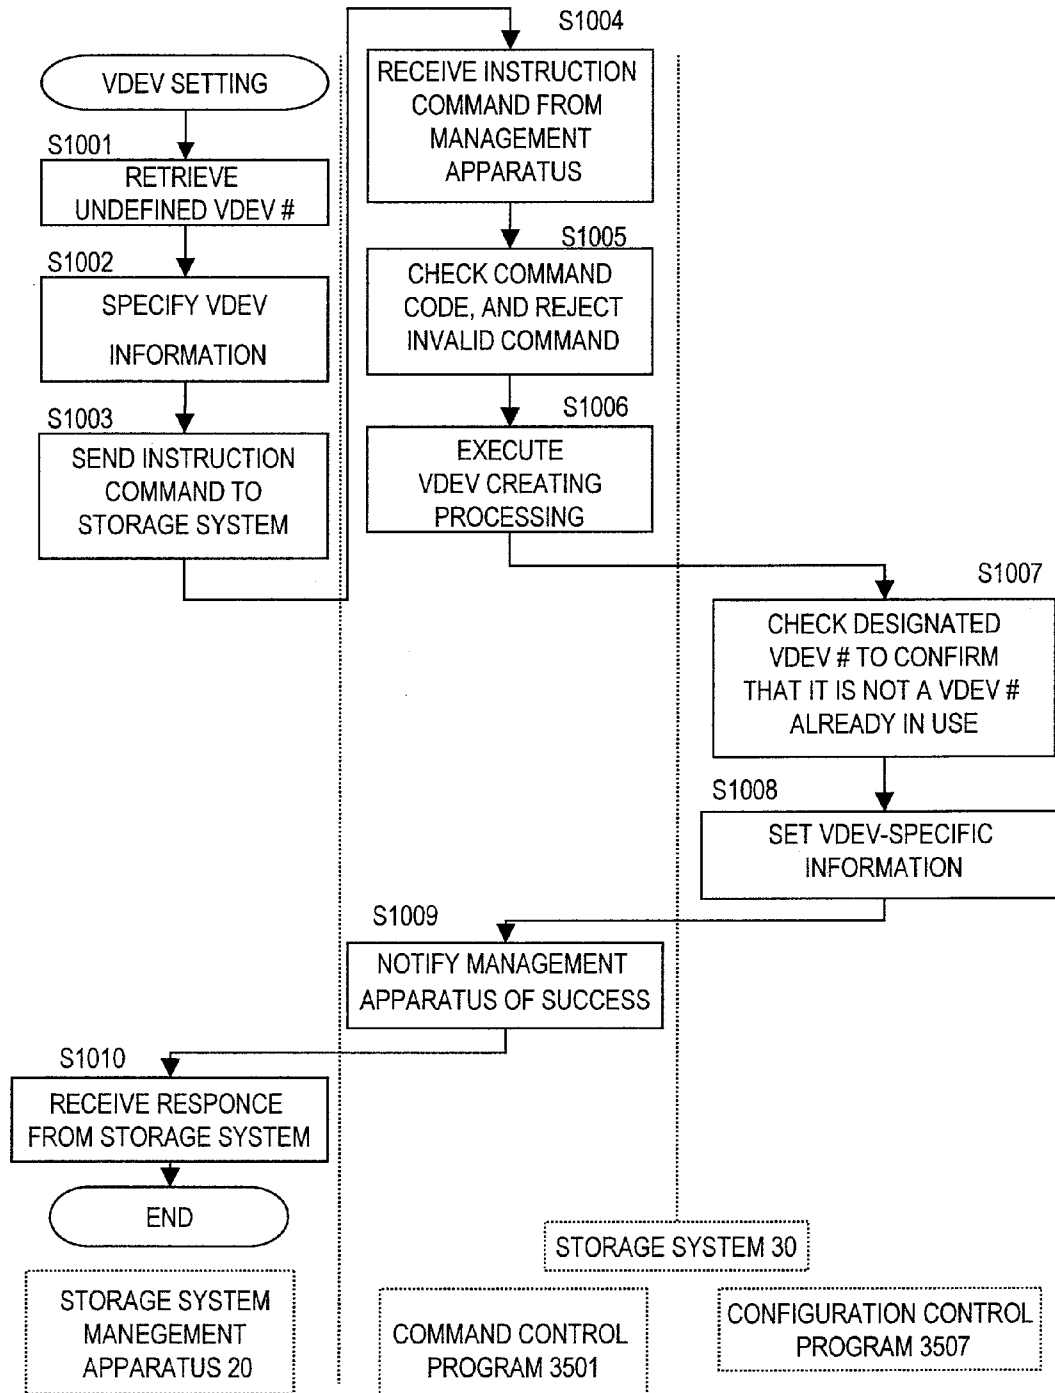 VDEV SETTING
S1001
RETRIEVE
UNDEFINED VDEV #
S1002
SPECIFY VDEV
INFORMATION
S1003
SEND INSTRUCTION
COMMAND TO
STORAGE SYSTEM
S1004
RECEIVE INSTRUCTION
COMMAND FROM
MANAGEMENT
APPARATUS
S1005
CHECK COMMAND
CODE, AND REJECT
INVALID COMMAND
S1006
EXECUTE
VDEV CREATING
PROCESSING
S1007
CHECK DESIGNATED
VDEV # TO CONFIRM
THAT IT IS NOT A VDEV #
ALREADY IN USE
S1008
SET VDEV-SPECIFIC
INFORMATION
S1009
NOTIFY MANAGEMENT
APPARATUS OF SUCCESS
S1010
RECEIVE RESPONCE
FROM STORAGE SYSTEM
END
STORAGE SYSTEM 30
STORAGE SYSTEM
MANEGEMENT
APPARATUS 20
COMMAND CONTROL
PROGRAM 3501
CONFIGURATION CONTROL
PROGRAM 3507